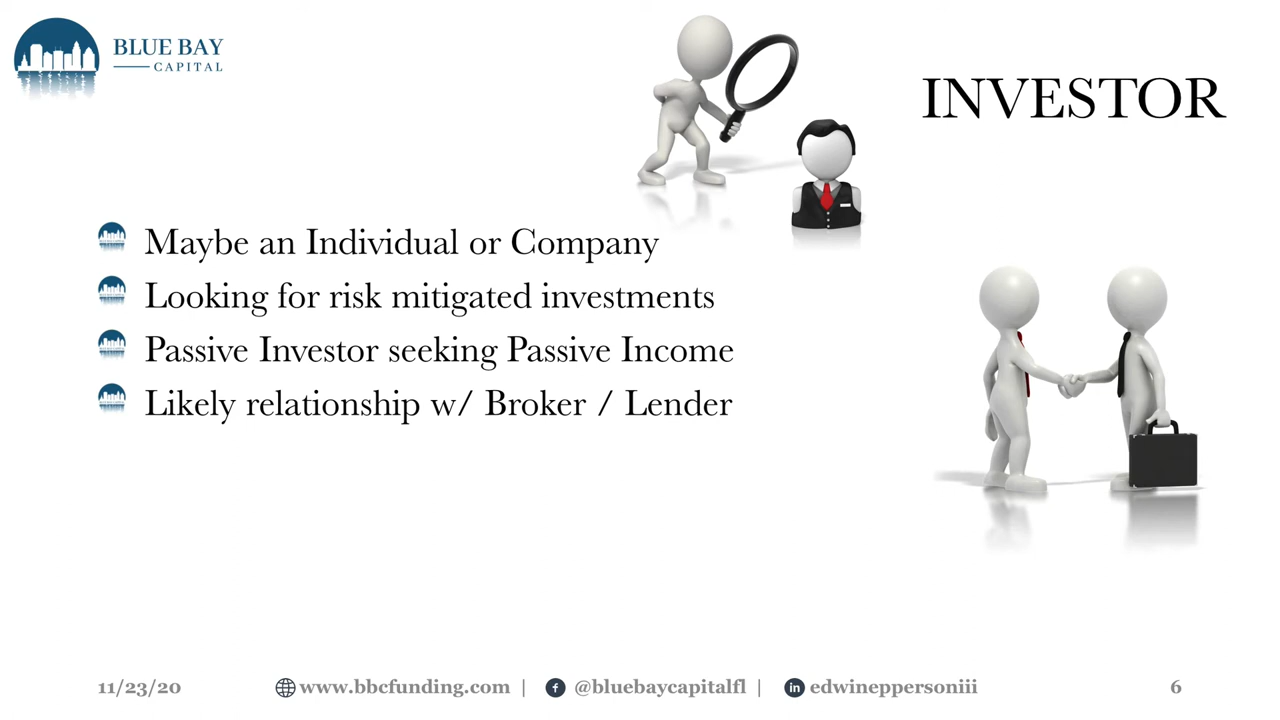 BLUE BAY
CAPITAL
INVESTOR
Maybe an Individual or Company
Looking for risk mitigated investments
Passive Investor seeking Passive Income
Likely relationship w/ Broker / Lender
11/23/20 www.bbcfunding.com | @bluebaycapitalfl | edwineppersoniii 6